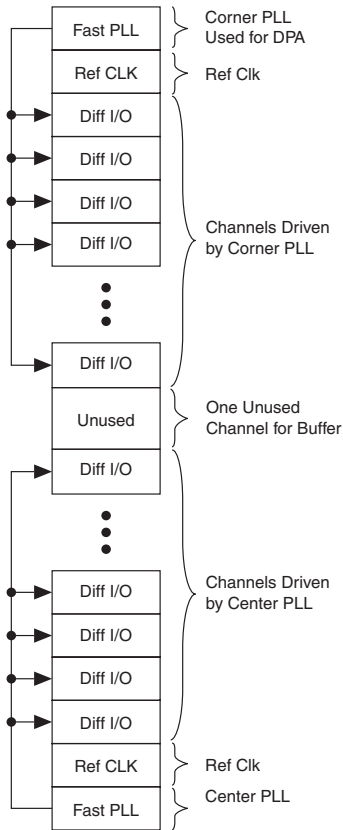 Fast PLL
Corner PLL
Used for DPA
Ref CLK
Ref Clk
Diff I/O
Diff I/O
Diff I/O
Diff I/O
Channels Driven
by Corner PLL
Diff I/O
Unused
One Unused
Channel for Buffer
Diff I/O
Diff I/O
Channels Driven
by Center PLL
Diff I/O
Diff I/O
Diff I/O
Ref CLK
Ref Clk
Fast PLL
Center PLL